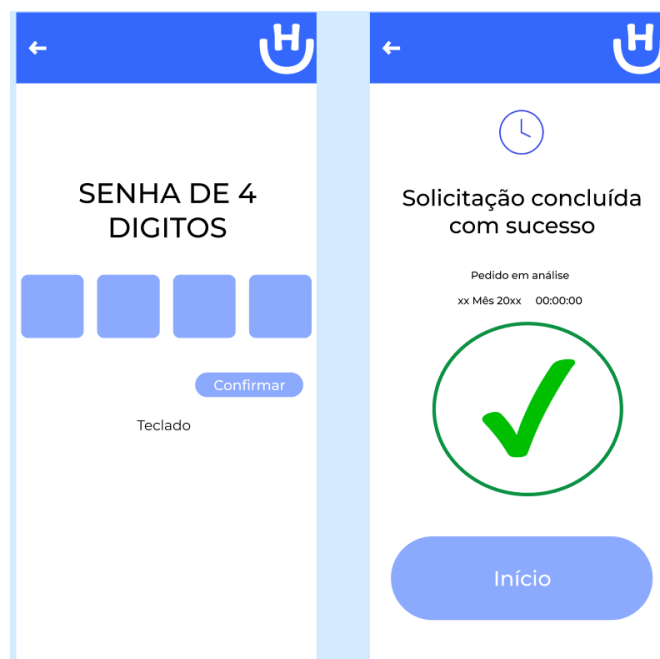 H
SENHA DE 4
DIGITOS
Confirmar
Teclado
H
Solicitação concluída
com sucesso
Pedido em análise
xx Mês 20xx 00:00:00
Início